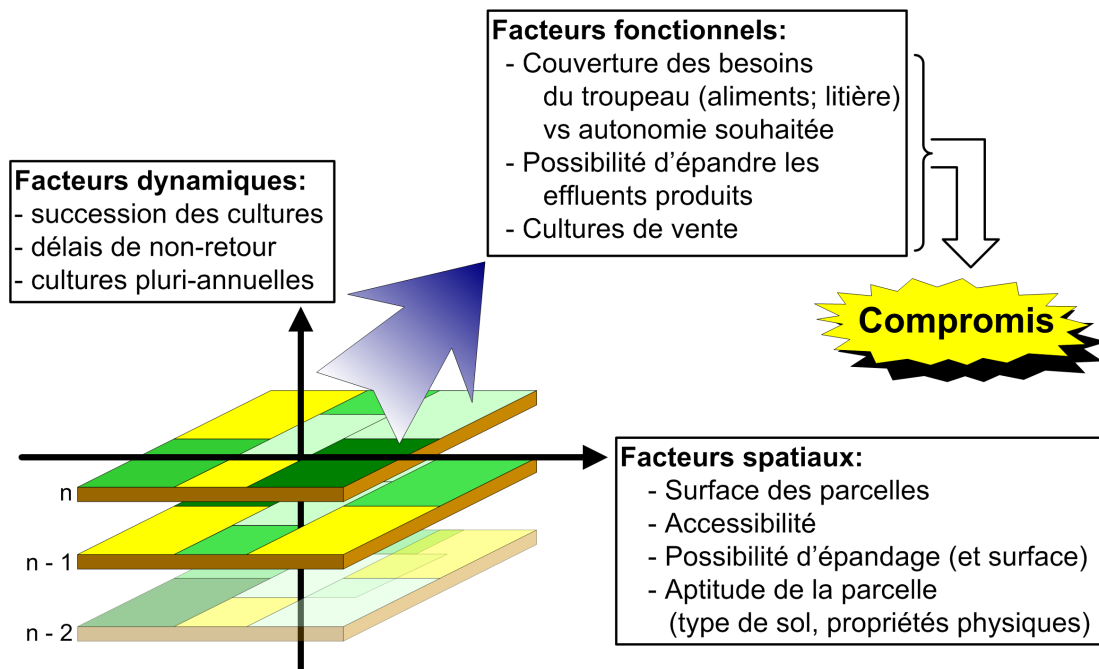 Facteurs fonctionnels:
- Couverture des besoins
du troupeau (aliments; litière)
vs autonomie souhaitée
- Possibilité d'épandre les
effluents produits
- Cultures de vente
Facteurs dynamiques:
- succession des cultures
- délais de non-retour
- cultures pluri-annuelles
Compromis
Facteurs spatiaux:
- Surface des parcelles
- Accessibilité
- Possibilité d'épandage (et surface)
- Aptitude de la parcelle
(type de sol, propriétés physiques)
n
n - 1
n - 2